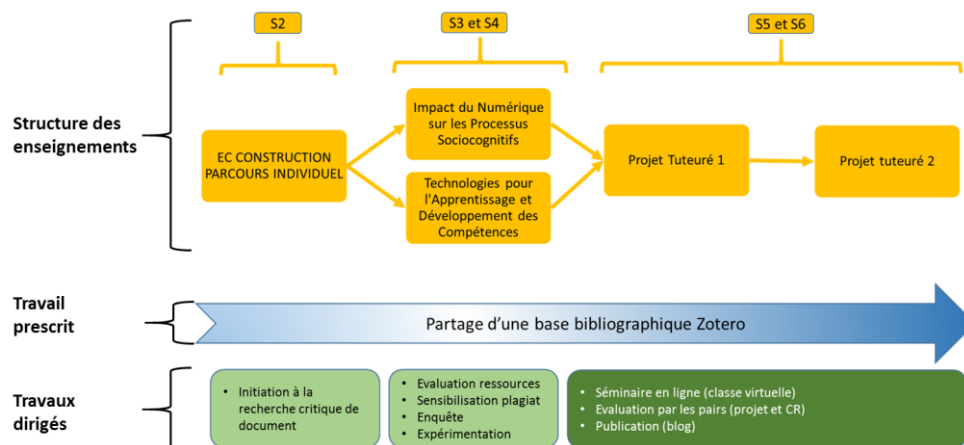 S2
S3 et S4
S5 et S6
Structure des
enseignements
EC CONSTRUCTION
PARCOURS INDIVIDUEL
Impact du Numérique
sur les Processus
Sociocognitifs
Technologies pour
l'Apprentissage et
Développement des
Compétences
Projet Tuteuré 1
Projet tuteuré 2
Travail
prescrit
Partage d'une base bibliographique Zotero
Travaux
dirigés
• Initiation à la
recherche critique de
document
• Evaluation ressources
• Sensibilisation plagiat
• Enquête
• Expérimentation
• Séminaire en ligne (classe virtuelle)
• Evaluation par les pairs (projet et CR)
• Publication (blog)